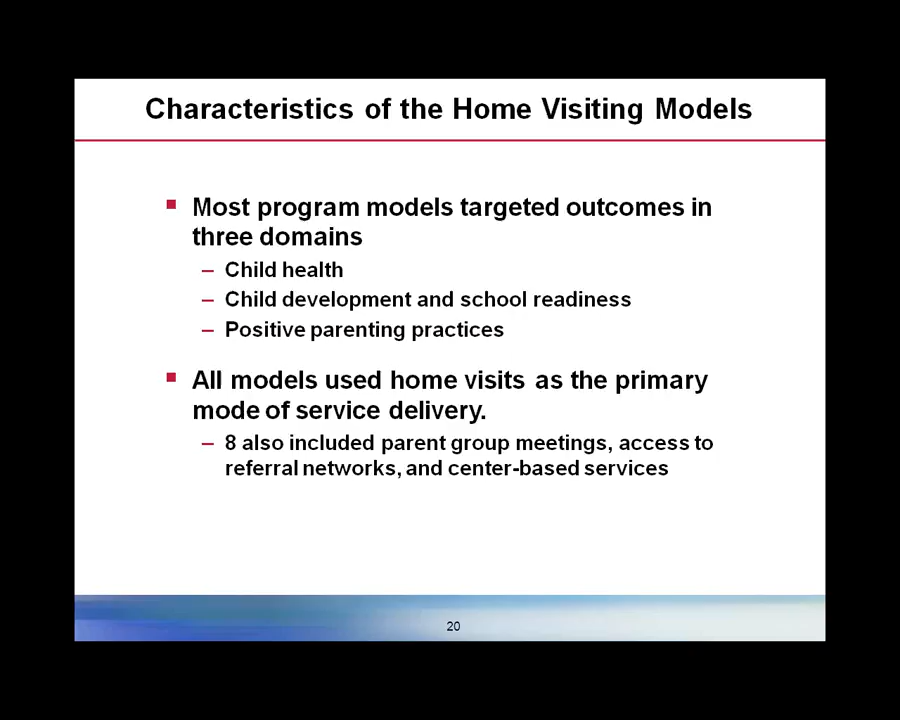 Characteristics of the Home Visiting Models
Most program models targeted outcomes in
three domains
– Child health
– Child development and school readiness
– Positive parenting practices
All models used home visits as the primary
mode of service delivery.
– 8 also included parent group meetings, access to
referral networks, and center-based services
20